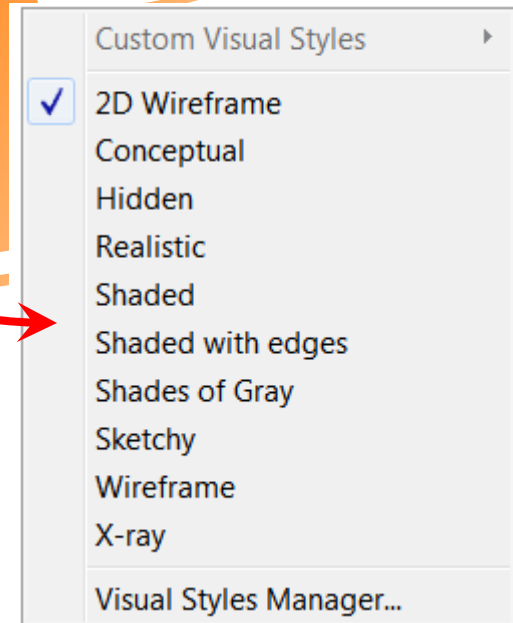 Custom Visual Styles
2D Wireframe
Conceptual
Hidden
Realistic
Shaded
Shaded with edges
Shades of Gray
Sketchy
Wireframe
X-ray
Visual Styles Manager...